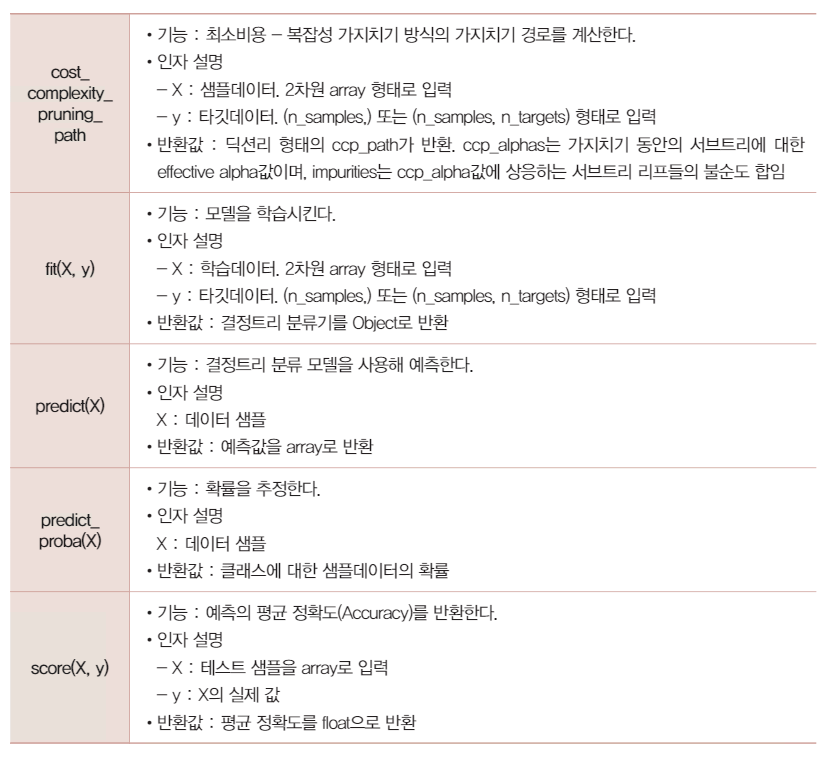 cost_
complexity_
pruning_
path
• 기능 : 최소비용 – 복잡성 가지치기 방식의 가지치기 경로를 계산한다.
• 인자 설명
– X : 샘플데이터. 2차원 array 형태로 입력
– y : 타깃데이터. (n_samples,) 또는 (n_samples, n_targets) 형태로 입력
• 반환값 : 딕션리 형태의 ccp_path가 반환. ccp_alphas는 가지치기 동안의 서브트리에 대한
effective alpha값이며, impurities는 ccp_alpha값에 상응하는 서브트리 리프들의 불순도 합임
fit(X, y)
• 기능 : 모델을 학습시킨다.
• 인자 설명
– X : 학습데이터. 2차원 array 형태로 입력
– y : 타깃데이터. (n_samples,) 또는 (n_samples, n_targets) 형태로 입력
• 반환값 : 결정트리 분류기를 Object로 반환
predict(X)
• 기능 : 결정트리 분류 모델을 사용해 예측한다.
• 인자 설명
X : 데이터 샘플
• 반환값 : 예측값을 array로 반환
predict_
proba(X)
• 기능 : 확률을 추정한다.
• 인자 설명
X : 데이터 샘플
• 반환값 : 클래스에 대한 샘플데이터의 확률
score(X, y)
• 기능 : 예측의 평균 정확도(Accuracy)를 반환한다.
• 인자 설명
– X : 테스트 샘플을 array로 입력
– y : X의 실제 값
• 반환값 : 평균 정확도를 float으로 반환